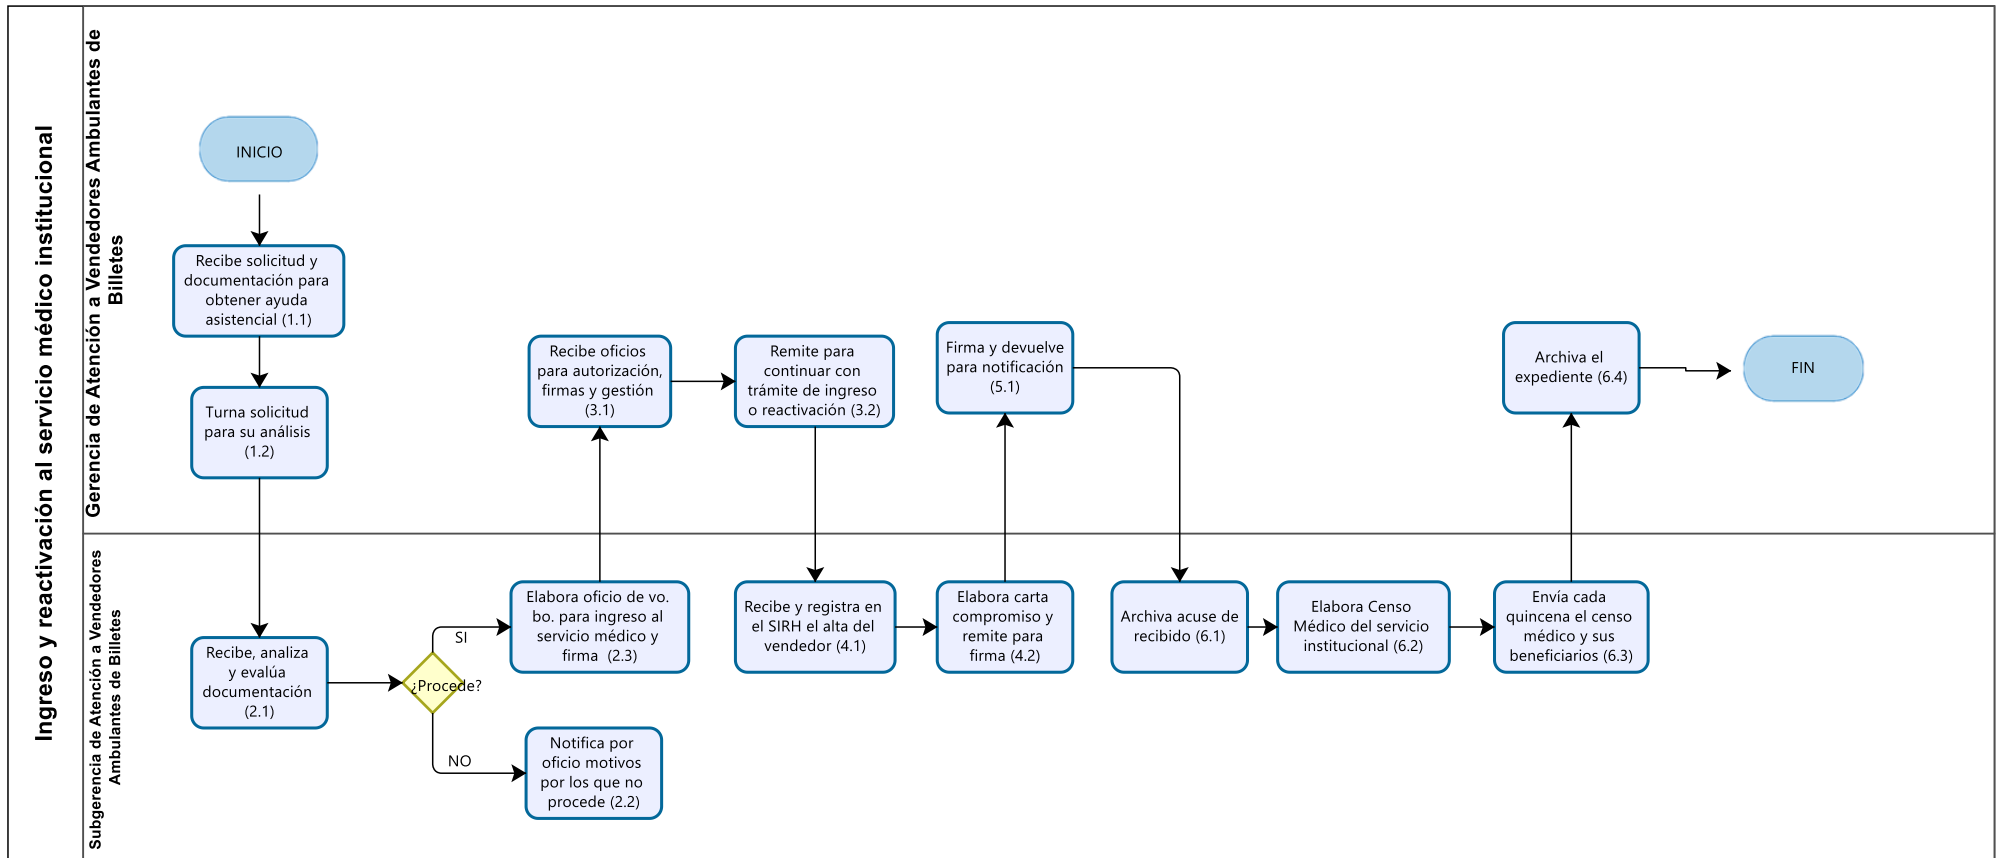 Ingreso y reactivación al servicio médico institucional
Gerencia de Atención a Vendedores Ambulantes de
Billetes
INICIO
Recibe solicitud y
documentación para
obtener ayuda
asistencial (1.1)
Turna solicitud
para su análisis
(1.2)
Recibe oficios
para autorización,
firmas y gestión
(3.1)
Remite para
continuar con
trámite de ingreso
o reactivación (3.2)
Firma y devuelve
para notificación
(5.1)
Archiva el
expediente (6.4)
FIN
Subgerencia de Atención a Vendedores
Ambulantes de Billetes
Recibe, analiza
y evalúa
documentación
(2.1)
¿Procede?
SI
NO
Elabora oficio de vo.
bo. para ingreso al
servicio médico y
firma (2.3)
Notifica por
oficio motivos
por los que no
procede (2.2)
Recibe y registra en
el SIRH el alta del
vendedor (4.1)
Elabora carta
compromiso y
remite para
firma (4.2)
Archiva acuse de
recibido (6.1)
Elabora Censo
Médico del servicio
institucional (6.2)
Envía cada
quincena el censo
médico y sus
beneficiarios (6.3)